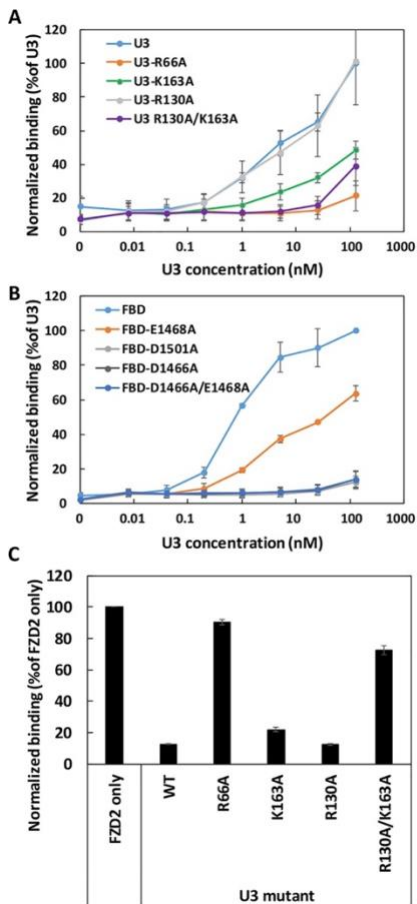 A
Normalized binding (%of U3)
120
100
80
60
40
20
0
U3
U3-R66A
U3-K163A
U3-R130A
U3 R130A/K163A
0
0.01
0.1
1
10
100
1000
U3 concentration (nM)
B
Normalized binding (%of U3)
120
100
80
60
40
20
0
FBD
FBD-E1468A
FBD-D1501A
FBD-D1466A
FBD-D1466A/E1468A
0
0.01
0.1
1
10
100
1000
U3 concentration (nM)
C
Normalized binding (%of FZD2 only)
120
100
80
60
40
20
0
FZD2 only
WT
R66A
K163A
R130A
R130A/K163A
U3 mutant